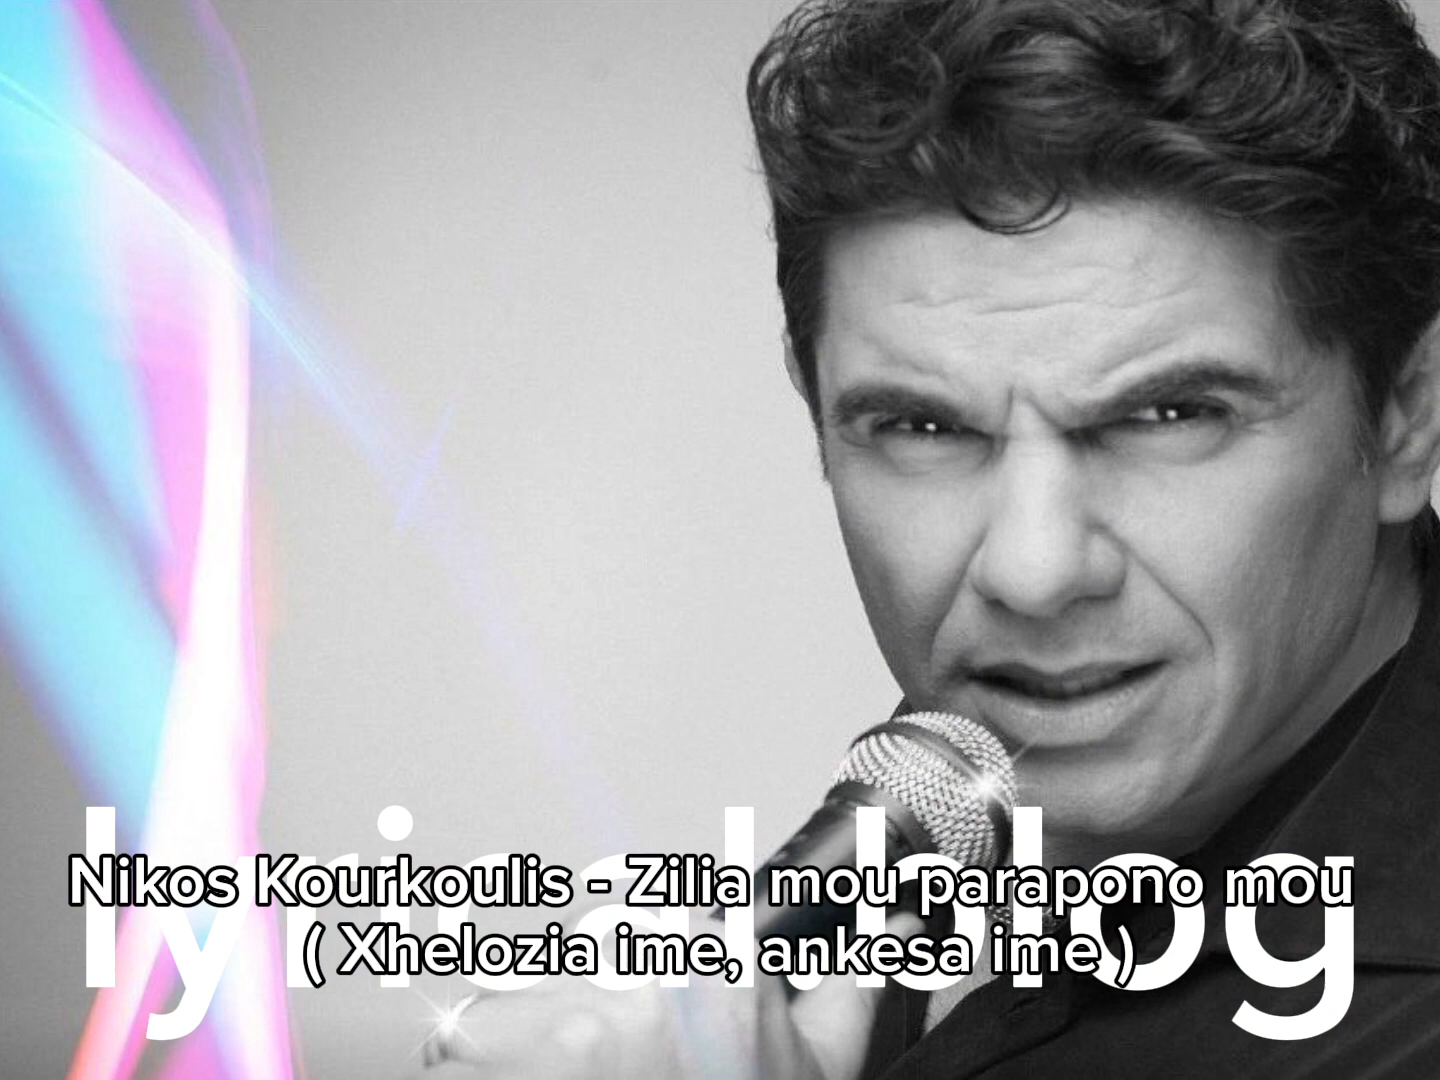 lyrical.blog
Nikos Kourkoulis - Zilia mou parapono mou
( Xhelozia ime, ankesa ime )